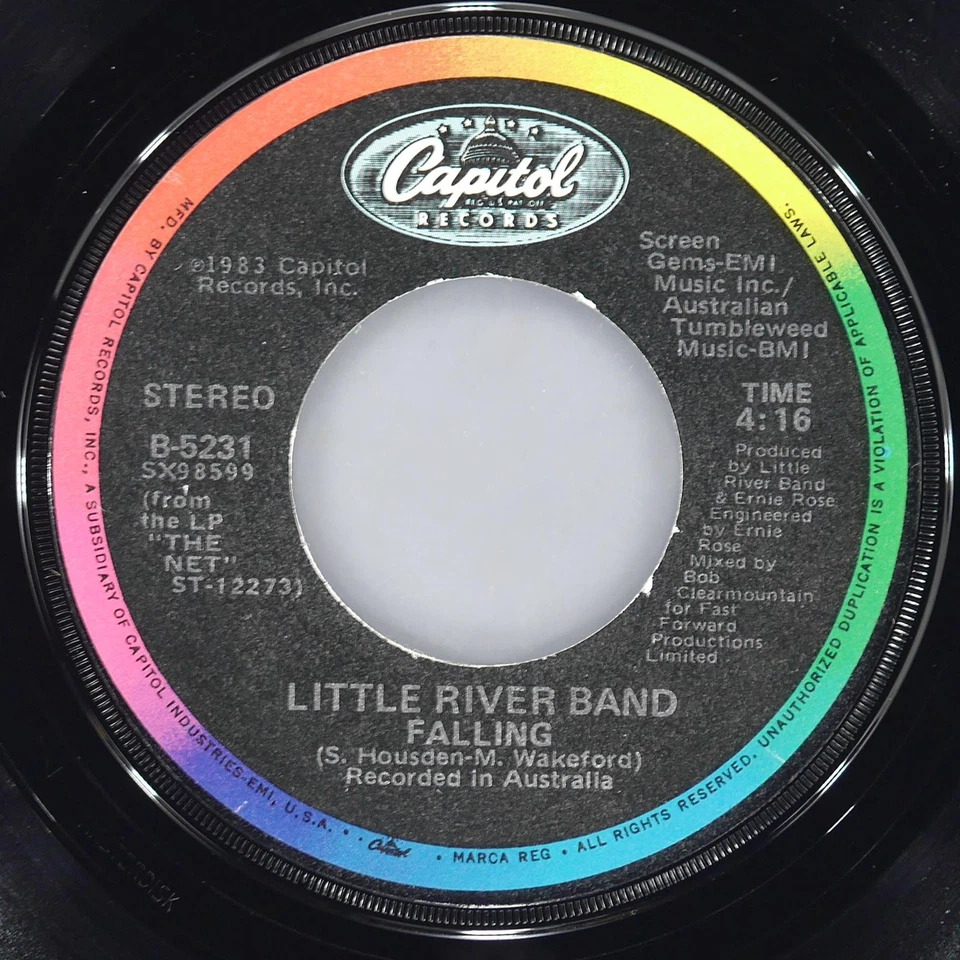 Capitol
REG. U.S. PAT. OFF.
RECORDS
℗1983 Capitol
Records, Inc.
Screen
Gems-EMI
Music Inc./
Australian
Tumbleweed
Music-BMI
STEREO
B-5231
SX98599
(from
the LP
"THE
NET"
ST-12273)
TIME
4:16
Produced
by Little
River Band
& Ernie Rose
Engineered
by Ernie
Rose
Mixed by
Bob
Clearmountain
for Fast
Forward
Productions
Limited
LITTLE RIVER BAND
FALLING
(S. Housden-M. Wakeford)
Recorded in Australia
MFD. BY CAPITOL RECORDS, INC., A SUBSIDIARY OF CAPITOL INDUSTRIES-EMI, U.S.A. • • Capitol • MARCA REG • ALL RIGHTS RESERVED. UNAUTHORIZED DUPLICATION IS A VIOLATION OF APPLICABLE LAWS.